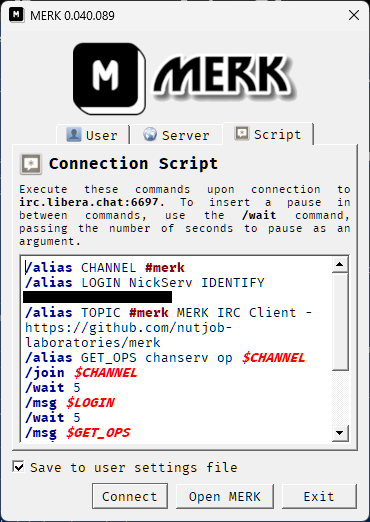 MERK 0.040.089
M MERK
User Server Script
Connection Script
Execute these commands upon connection to
irc.libera.chat:6697. To insert a pause in
between commands, use the /wait command,
passing the number of seconds to pause as an
argument.
/alias CHANNEL #merk
/alias LOGIN NickServ IDENTIFY
/alias TOPIC #merk MERK IRC Client -
https://github.com/nutjob-
laboratories/merk
/alias GET_OPS chanserv op $CHANNEL
/join $CHANNEL
/wait 5
/msg $LOGIN
/wait 5
/msg $GET_OPS
Save to user settings file
Connect Open MERK Exit